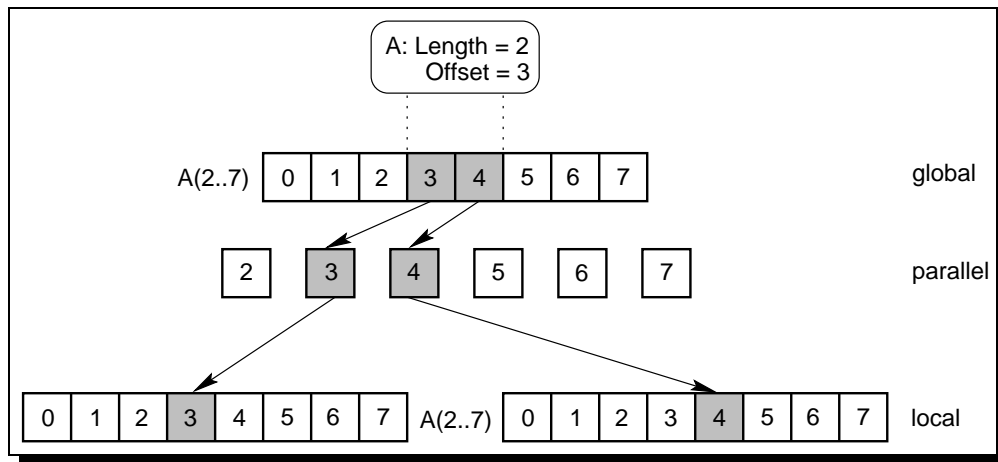 A: Length = 2
Offset = 3
A(2..7) 0 1 2 3 4 5 6 7 global
2 3 4 5 6 7 parallel
0 1 2 3 4 5 6 7 A(2..7) 0 1 2 3 4 5 6 7 local